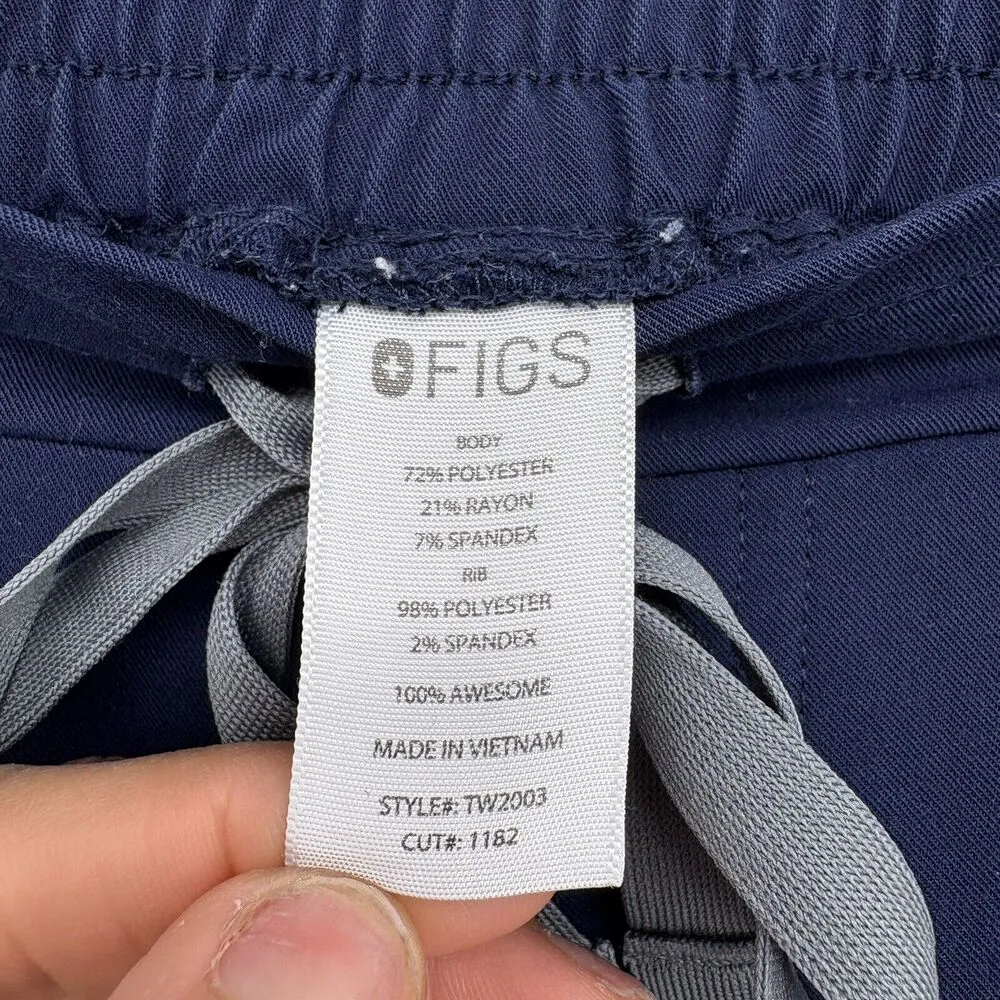 FIGS
BODY
72% POLYESTER
21% RAYON
7% SPANDEX
RIB
98% POLYESTER
2% SPANDEX
100% AWESOME
MADE IN VIETNAM
STYLE#: TW2003
CUT#: 1182